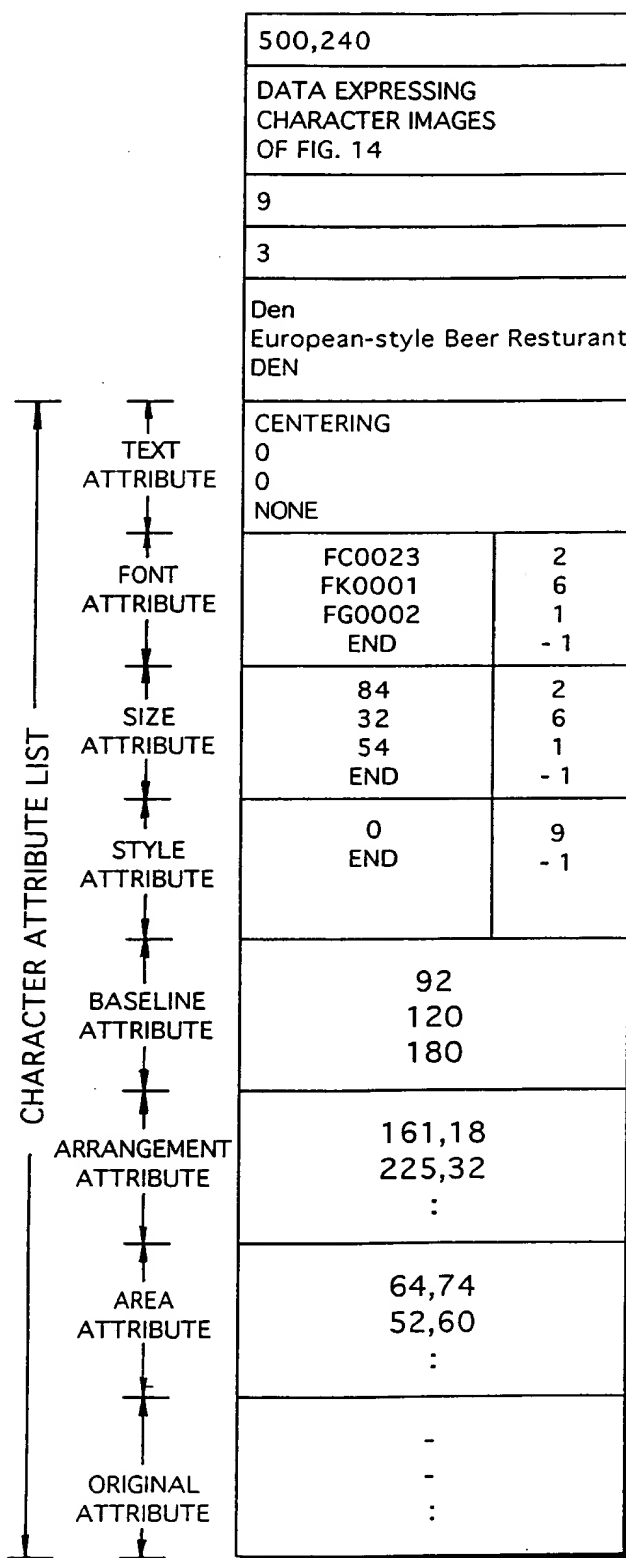 500,240
DATA EXPRESSING
CHARACTER IMAGES
OF FIG. 14
9
3
Den
European-style Beer Resturant
DEN
CHARACTER ATTRIBUTE LIST
TEXT
ATTRIBUTE
CENTERING
0
0
NONE
FONT
ATTRIBUTE
FC0023 2
FK0001 6
FG0002 1
END - 1
SIZE
ATTRIBUTE
84 2
32 6
54 1
END - 1
STYLE
ATTRIBUTE
0 9
END - 1
BASELINE
ATTRIBUTE
92
120
180
ARRANGEMENT
ATTRIBUTE
161,18
225,32
:
AREA
ATTRIBUTE
64,74
52,60
:
ORIGINAL
ATTRIBUTE
-
-
: